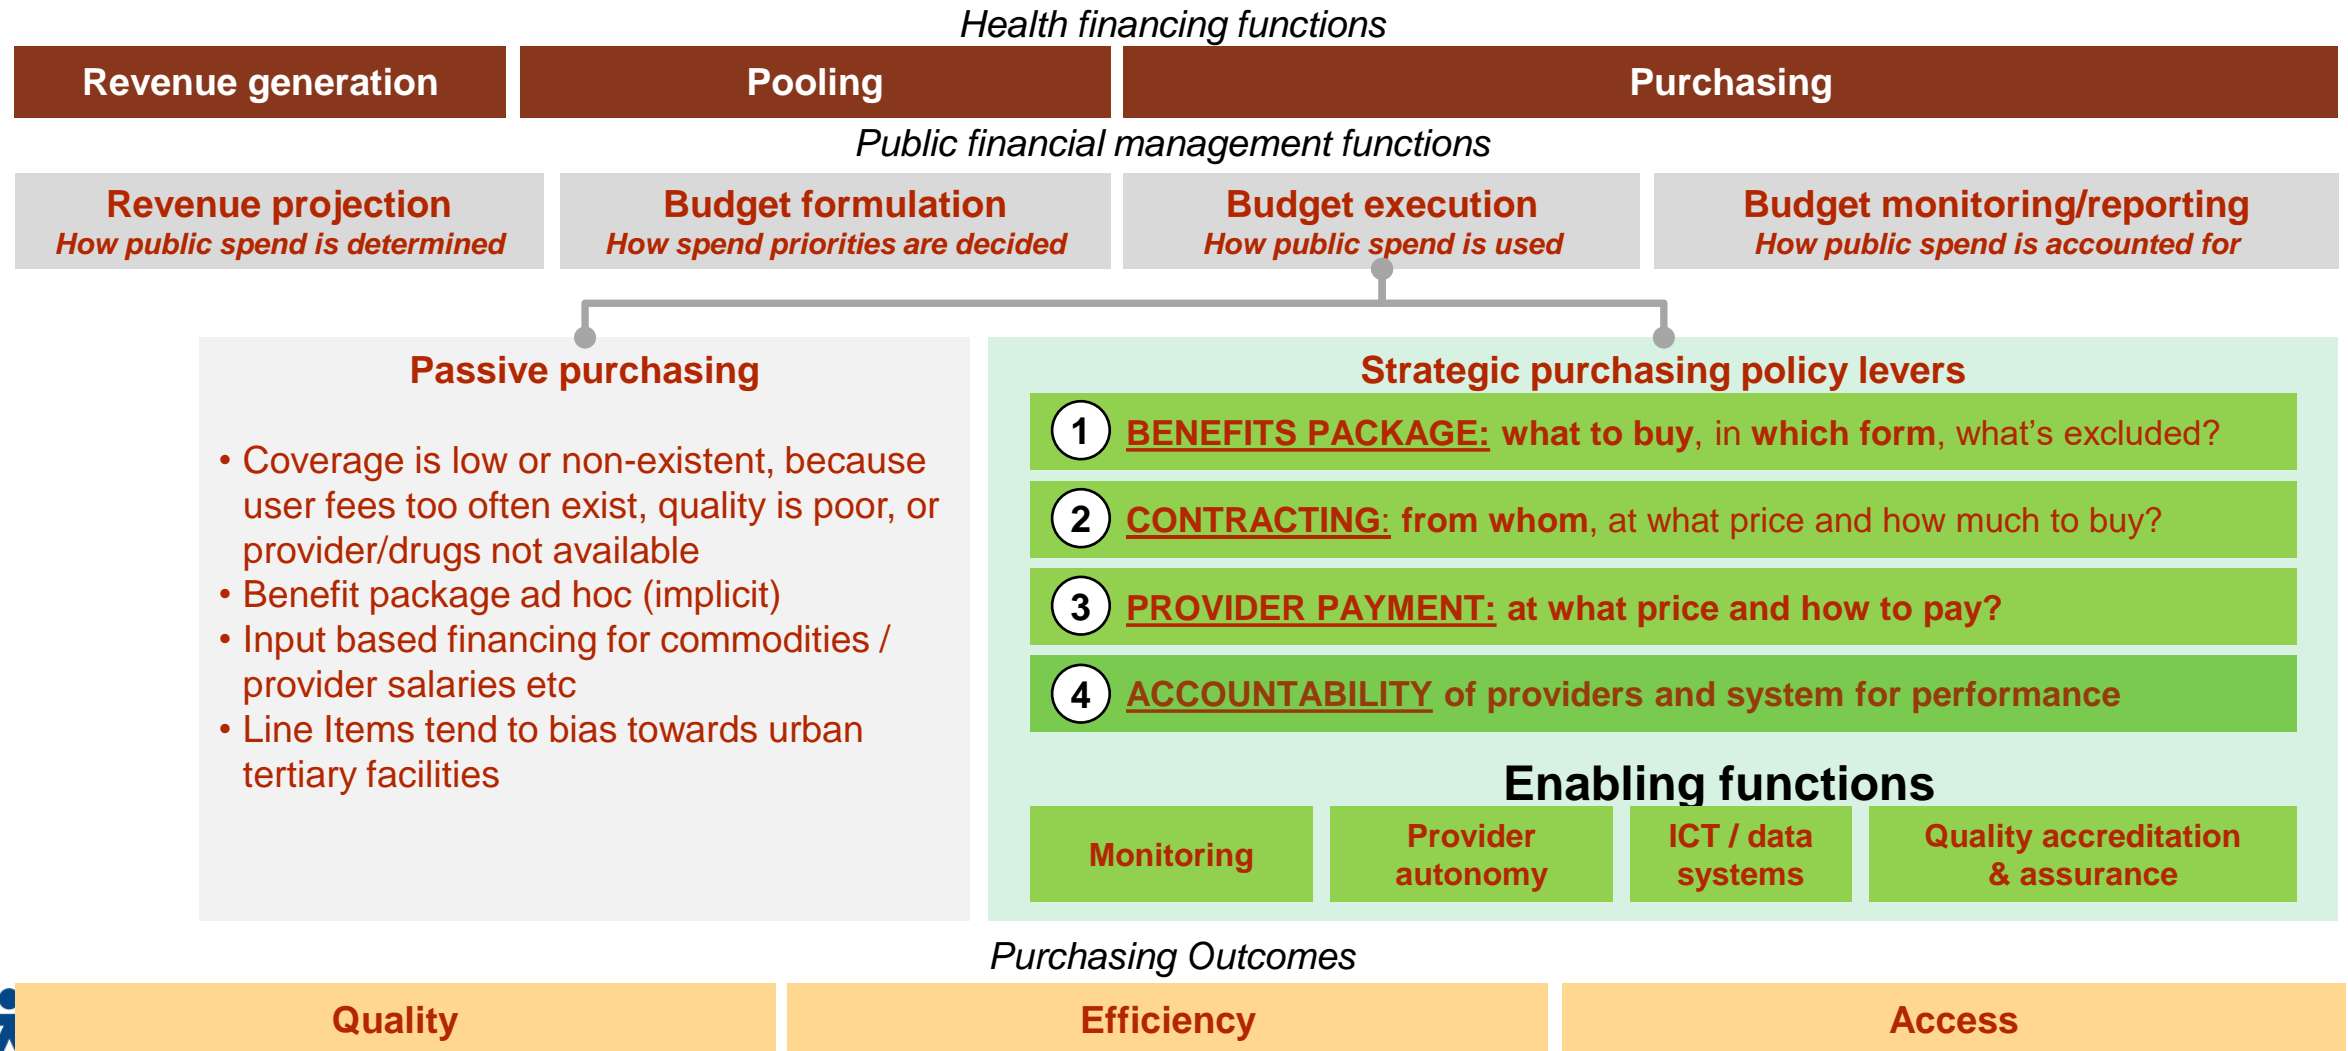 Health financing functions
Revenue generation
Pooling
Purchasing
Public financial management functions
Revenue projection
How public spend is determined
Budget formulation
How spend priorities are decided
Budget execution
How public spend is used
Budget monitoring/reporting
How public spend is accounted for
Passive purchasing
• Coverage is low or non-existent, because
user fees too often exist, quality is poor, or
provider/drugs not available
• Benefit package ad hoc (implicit)
• Input based financing for commodities /
provider salaries etc
• Line Items tend to bias towards urban
tertiary facilities
Strategic purchasing policy levers
1 BENEFITS PACKAGE: what to buy, in which form, what’s excluded?
2 CONTRACTING: from whom, at what price and how much to buy?
3 PROVIDER PAYMENT: at what price and how to pay?
4 ACCOUNTABILITY of providers and system for performance
Enabling functions
Monitoring
Provider
autonomy
ICT / data
systems
Quality accreditation
& assurance
Purchasing Outcomes
Quality
Efficiency
Access